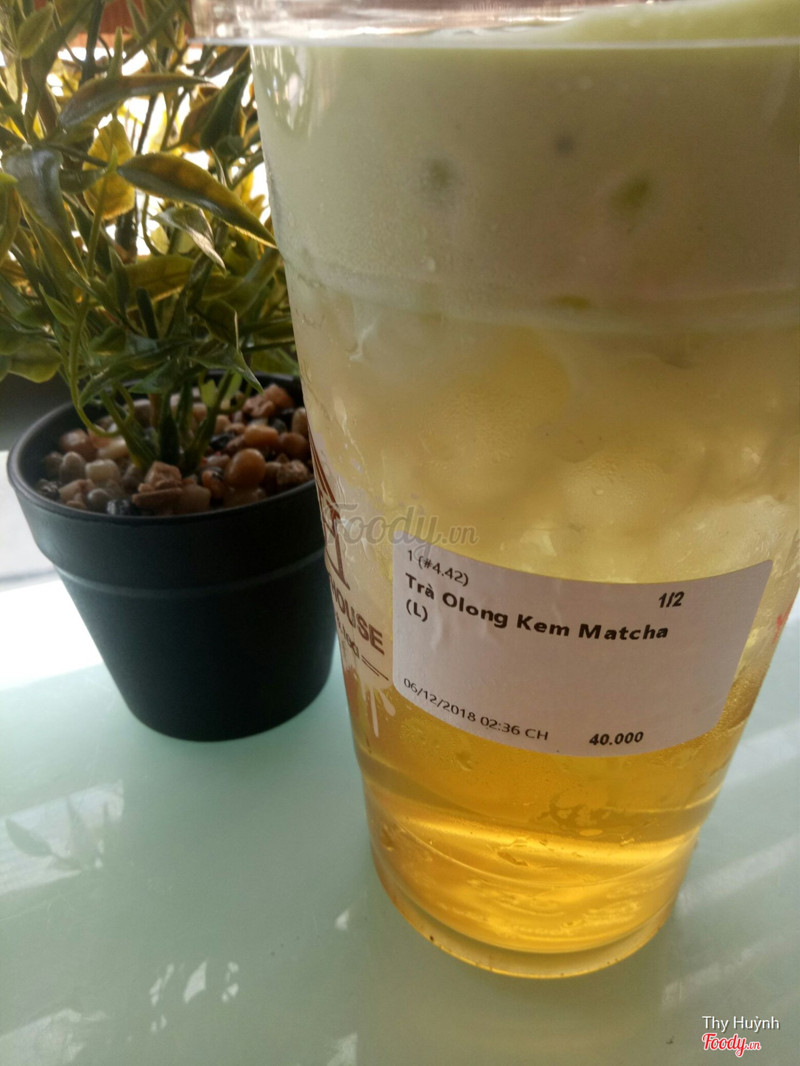 Foody.vn
1 (#4.42)
1/2
Trà Olong Kem Matcha
(L)
HOUSE
06/12/2018 02:36 CH
40.000
Thy Huỳnh
Foody.vn